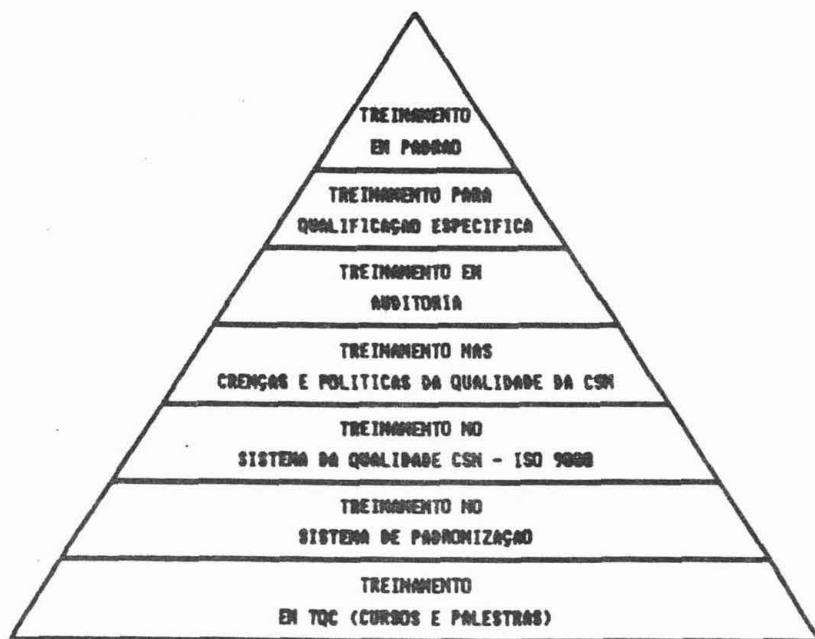 TREINAMENTO
EM PADRAO
TREINAMENTO PARA
QUALIFICAÇAO ESPECIFICA
TREINAMENTO EM
AUDITORIA
TREINAMENTO NAS
CRENÇAS E POLITICAS DA QUALIDADE DA CSN
TREINAMENTO NO
SISTEMA DA QUALIDADE CSN - ISO 9000
TREINAMENTO NO
SISTEMA DE PADRONIZAÇAO
TREINAMENTO
EM TQC (CURSOS E PALESTRAS)